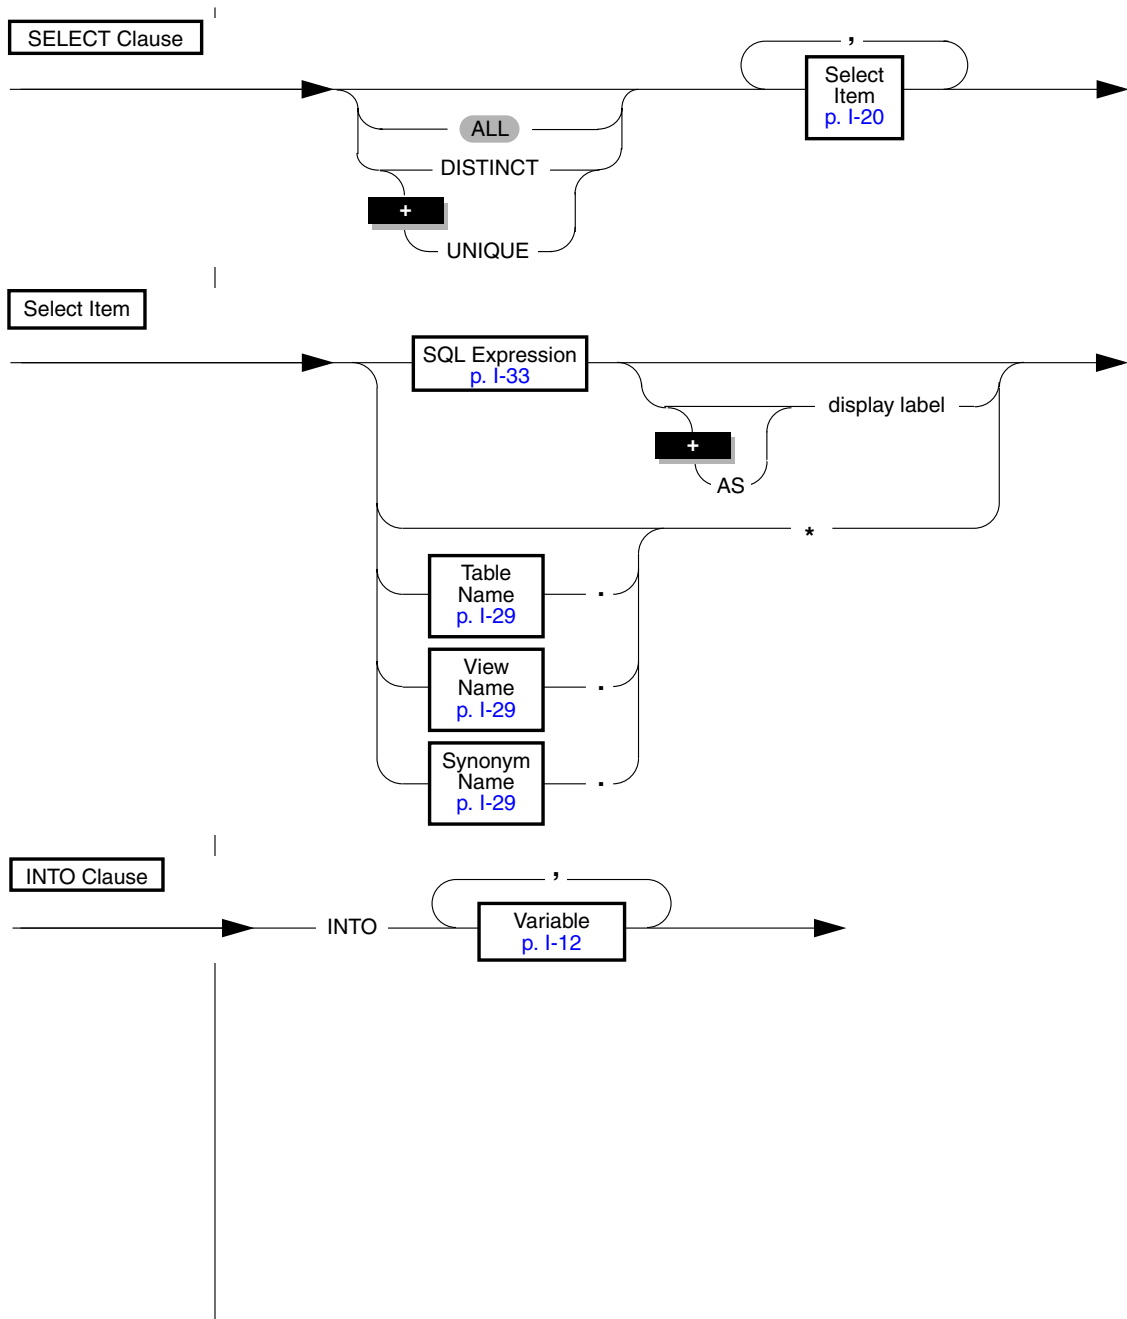 SELECT Clause
,
Select
Item
p. I-20
ALL
DISTINCT
+
UNIQUE
Select Item
SQL Expression
p. I-33
display label
+
AS
*
Table
Name
p. I-29
.
View
Name
p. I-29
.
Synonym
Name
p. I-29
.
INTO Clause
,
INTO
Variable
p. I-12